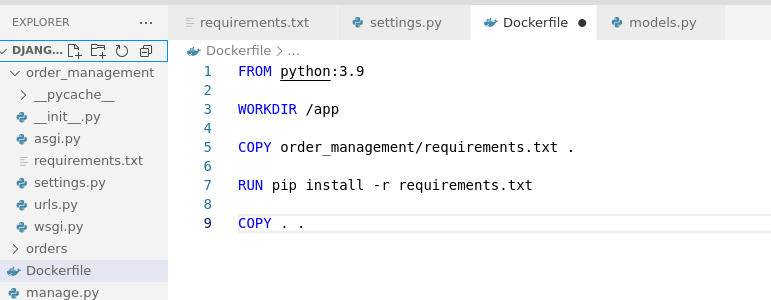 EXPLORER ...
requirements.txt settings.py Dockerfile models.py
DJANG...
order_management
__pycache__
__init__.py
asgi.py
requirements.txt
settings.py
urls.py
wsgi.py
orders
Dockerfile
manage.py
Dockerfile > ...
1 FROM python:3.9
2
3 WORKDIR /app
4
5 COPY order_management/requirements.txt .
6
7 RUN pip install -r requirements.txt
8
9 COPY . .